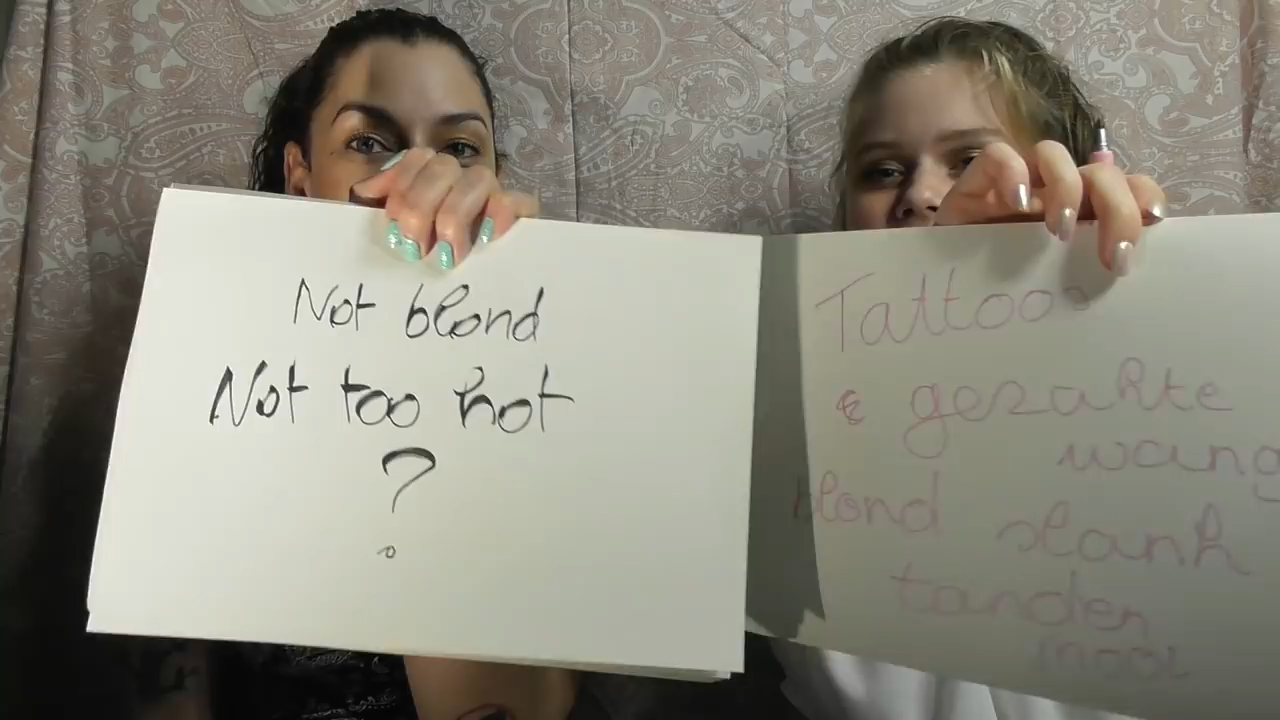 Not blond
Not too hot
?
Tattoos
& gezakte
wang
blond slank
tanden
mooi